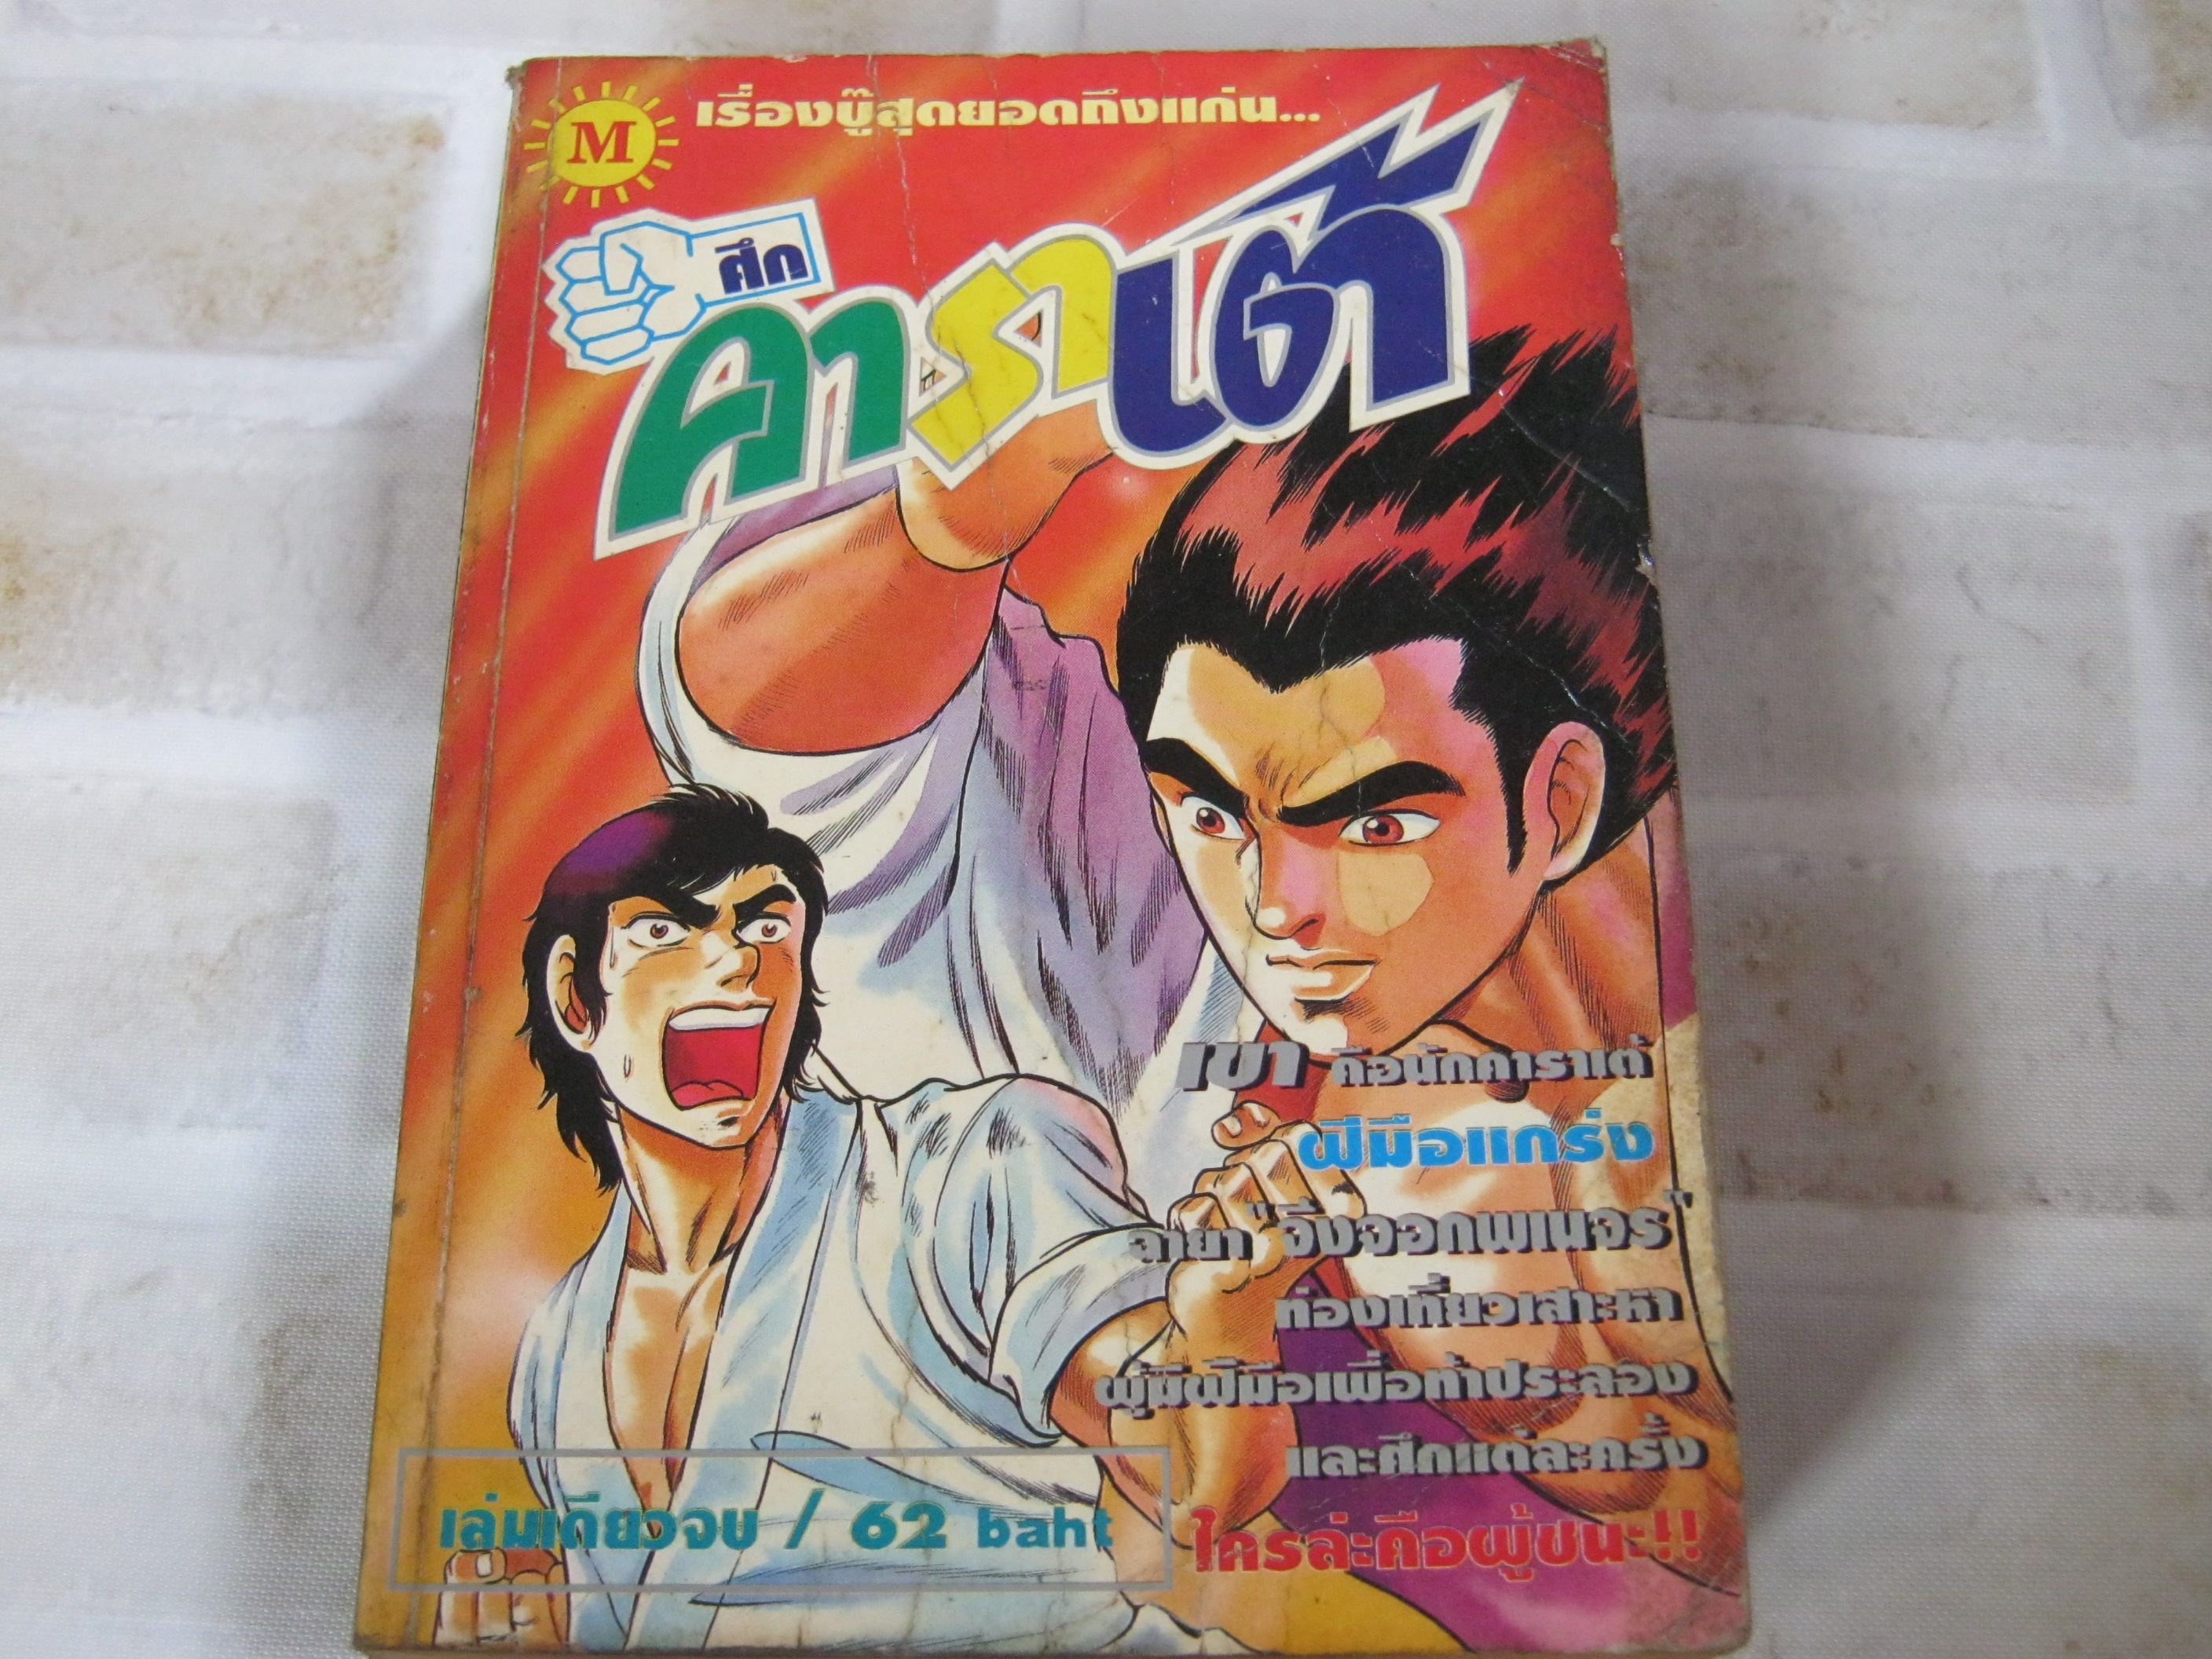 M
เรื่องบู๊สุดยอดถึงแก่น...
ศึก
คาราเต้
เขา คือนักคาราเต้
ฝีมือแกร่ง
ฉายา "จิ้งจอกพเนจร"
ท่องเที่ยวเสาะหา
ผู้มีฝีมือเพื่อท้าประลอง
และศึกแต่ละครั้ง
ใครล่ะคือผู้ชนะ!!
เล่มเดียวจบ / 62 baht